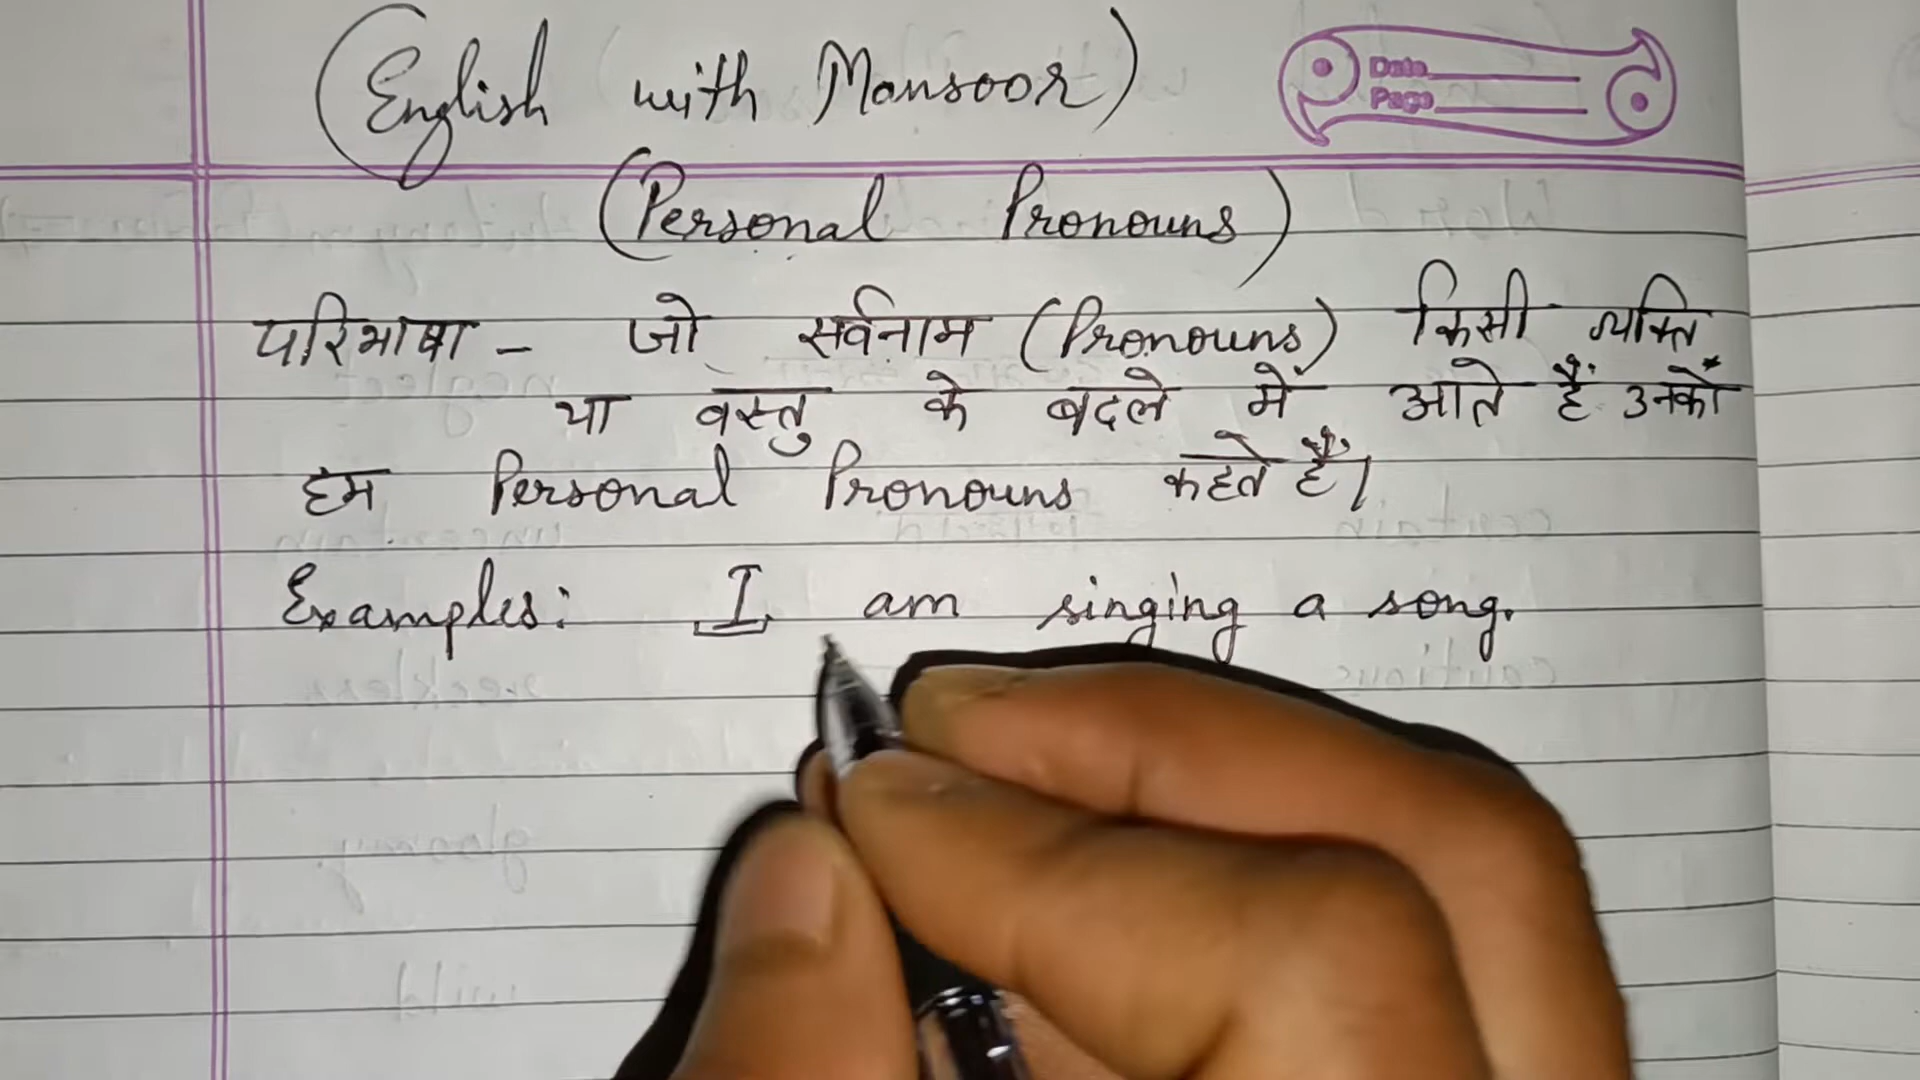 (English with Mansoor)
Date
Page
(Personal Pronouns)
परिभाषा - जो सर्वनाम (Pronouns) किसी व्यक्ति
या वस्तु के बदले में आते हैं उनको
हम Personal Pronouns कहते हैं।
Examples: I am singing a song.